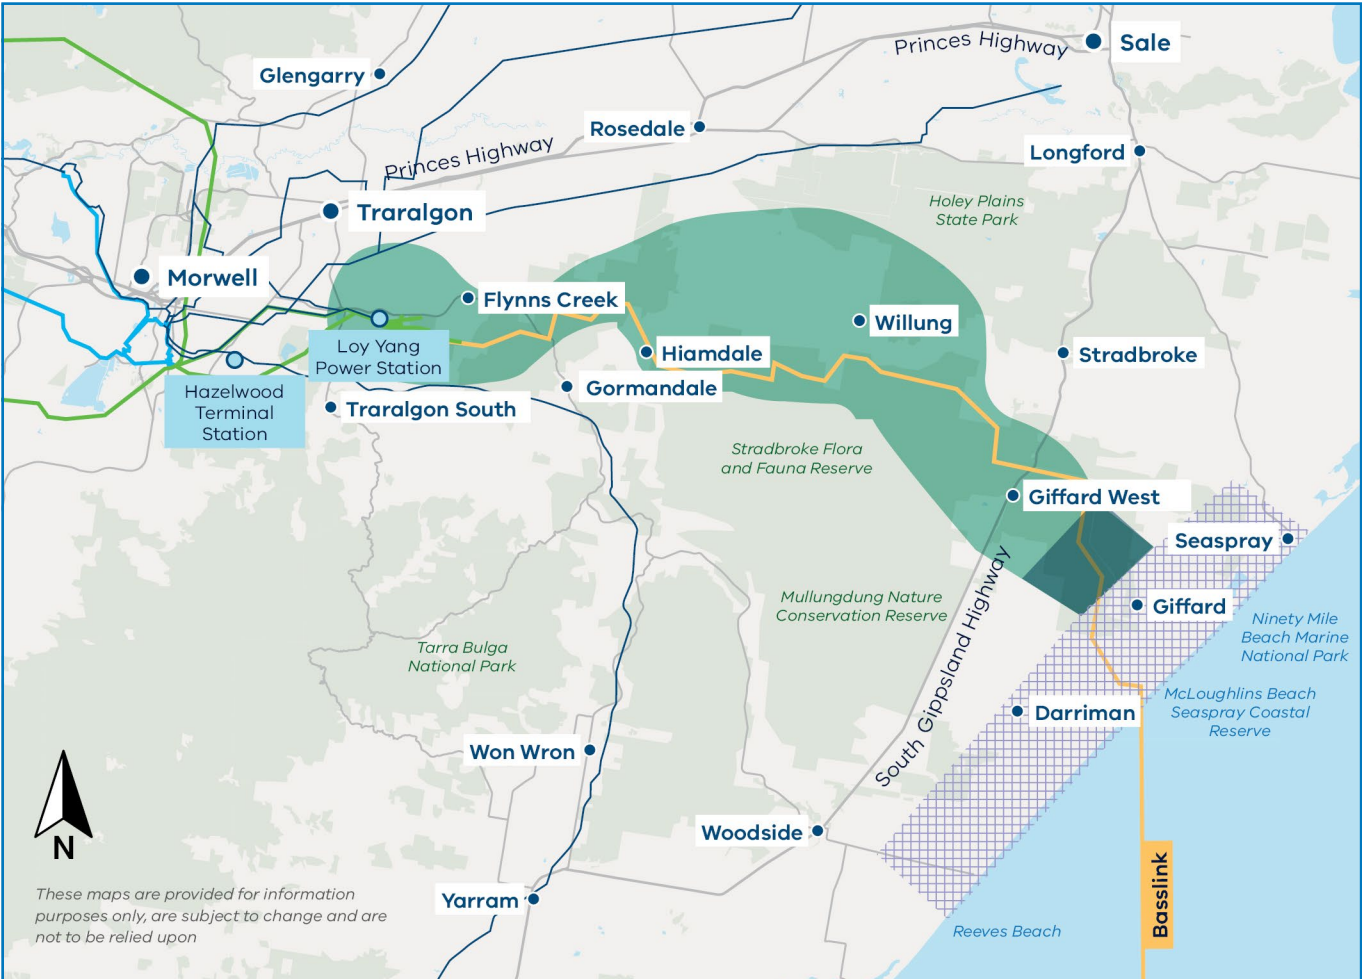 Princes Highway
Sale
Glengarry
Rosedale
Princes Highway
Longford
Traralgon
Holey Plains
State Park
Morwell
Flynns Creek
Willung
Loy Yang
Power Station
Hiamdale
Stradbroke
Hazelwood
Terminal
Station
Gormandale
Traralgon South
Stradbroke Flora
and Fauna Reserve
Giffard West
Seaspray
Mullungdung Nature
Conservation Reserve
South Gippsland Highway
Giffard
Ninety Mile
Beach Marine
National Park
Tarra Bulga
National Park
McLoughlins Beach
Seaspray Coastal
Reserve
Darriman
Won Wron
N
Woodside
Basslink
These maps are provided for information
purposes only, are subject to change and are
not to be relied upon
Yarram
Reeves Beach